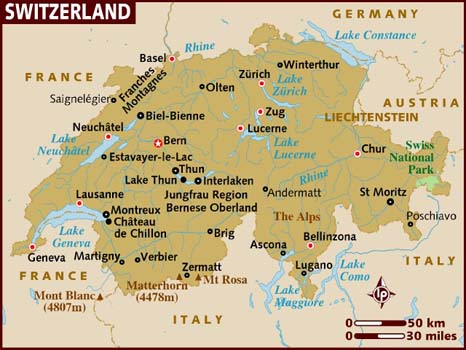 SWITZERLAND
GERMANY
Lake Constance
Basel
Rhine
Winterthur
FRANCE
Franches
Montagnes
Olten
Zürich
Lake
Zürich
AUSTRIA
Saignelégier
Biel-Bienne
Zug
LIECHTENSTEIN
Neuchâtel
Bern
Lucerne
Lake
Neuchâtel
Lake
Lucerne
Swiss
National
Park
Estavayer-le-Lac
Chur
Thun
Rhine
Lake Thun
Interlaken
Lausanne
Jungfrau Region
Bernese Oberland
Andermatt
St Moritz
Montreux
Château
de Chillon
The Alps
Poschiavo
Lake
Geneva
Brig
Bellinzona
Geneva
Martigny
Verbier
Ascona
ITALY
FRANCE
Zermatt
Mt Rosa
Lugano
Lake
Como
Matterhorn
(4478m)
Mont Blanc
(4807m)
Lake
Maggiore
ITALY
LP
0
50 km
0
30 miles